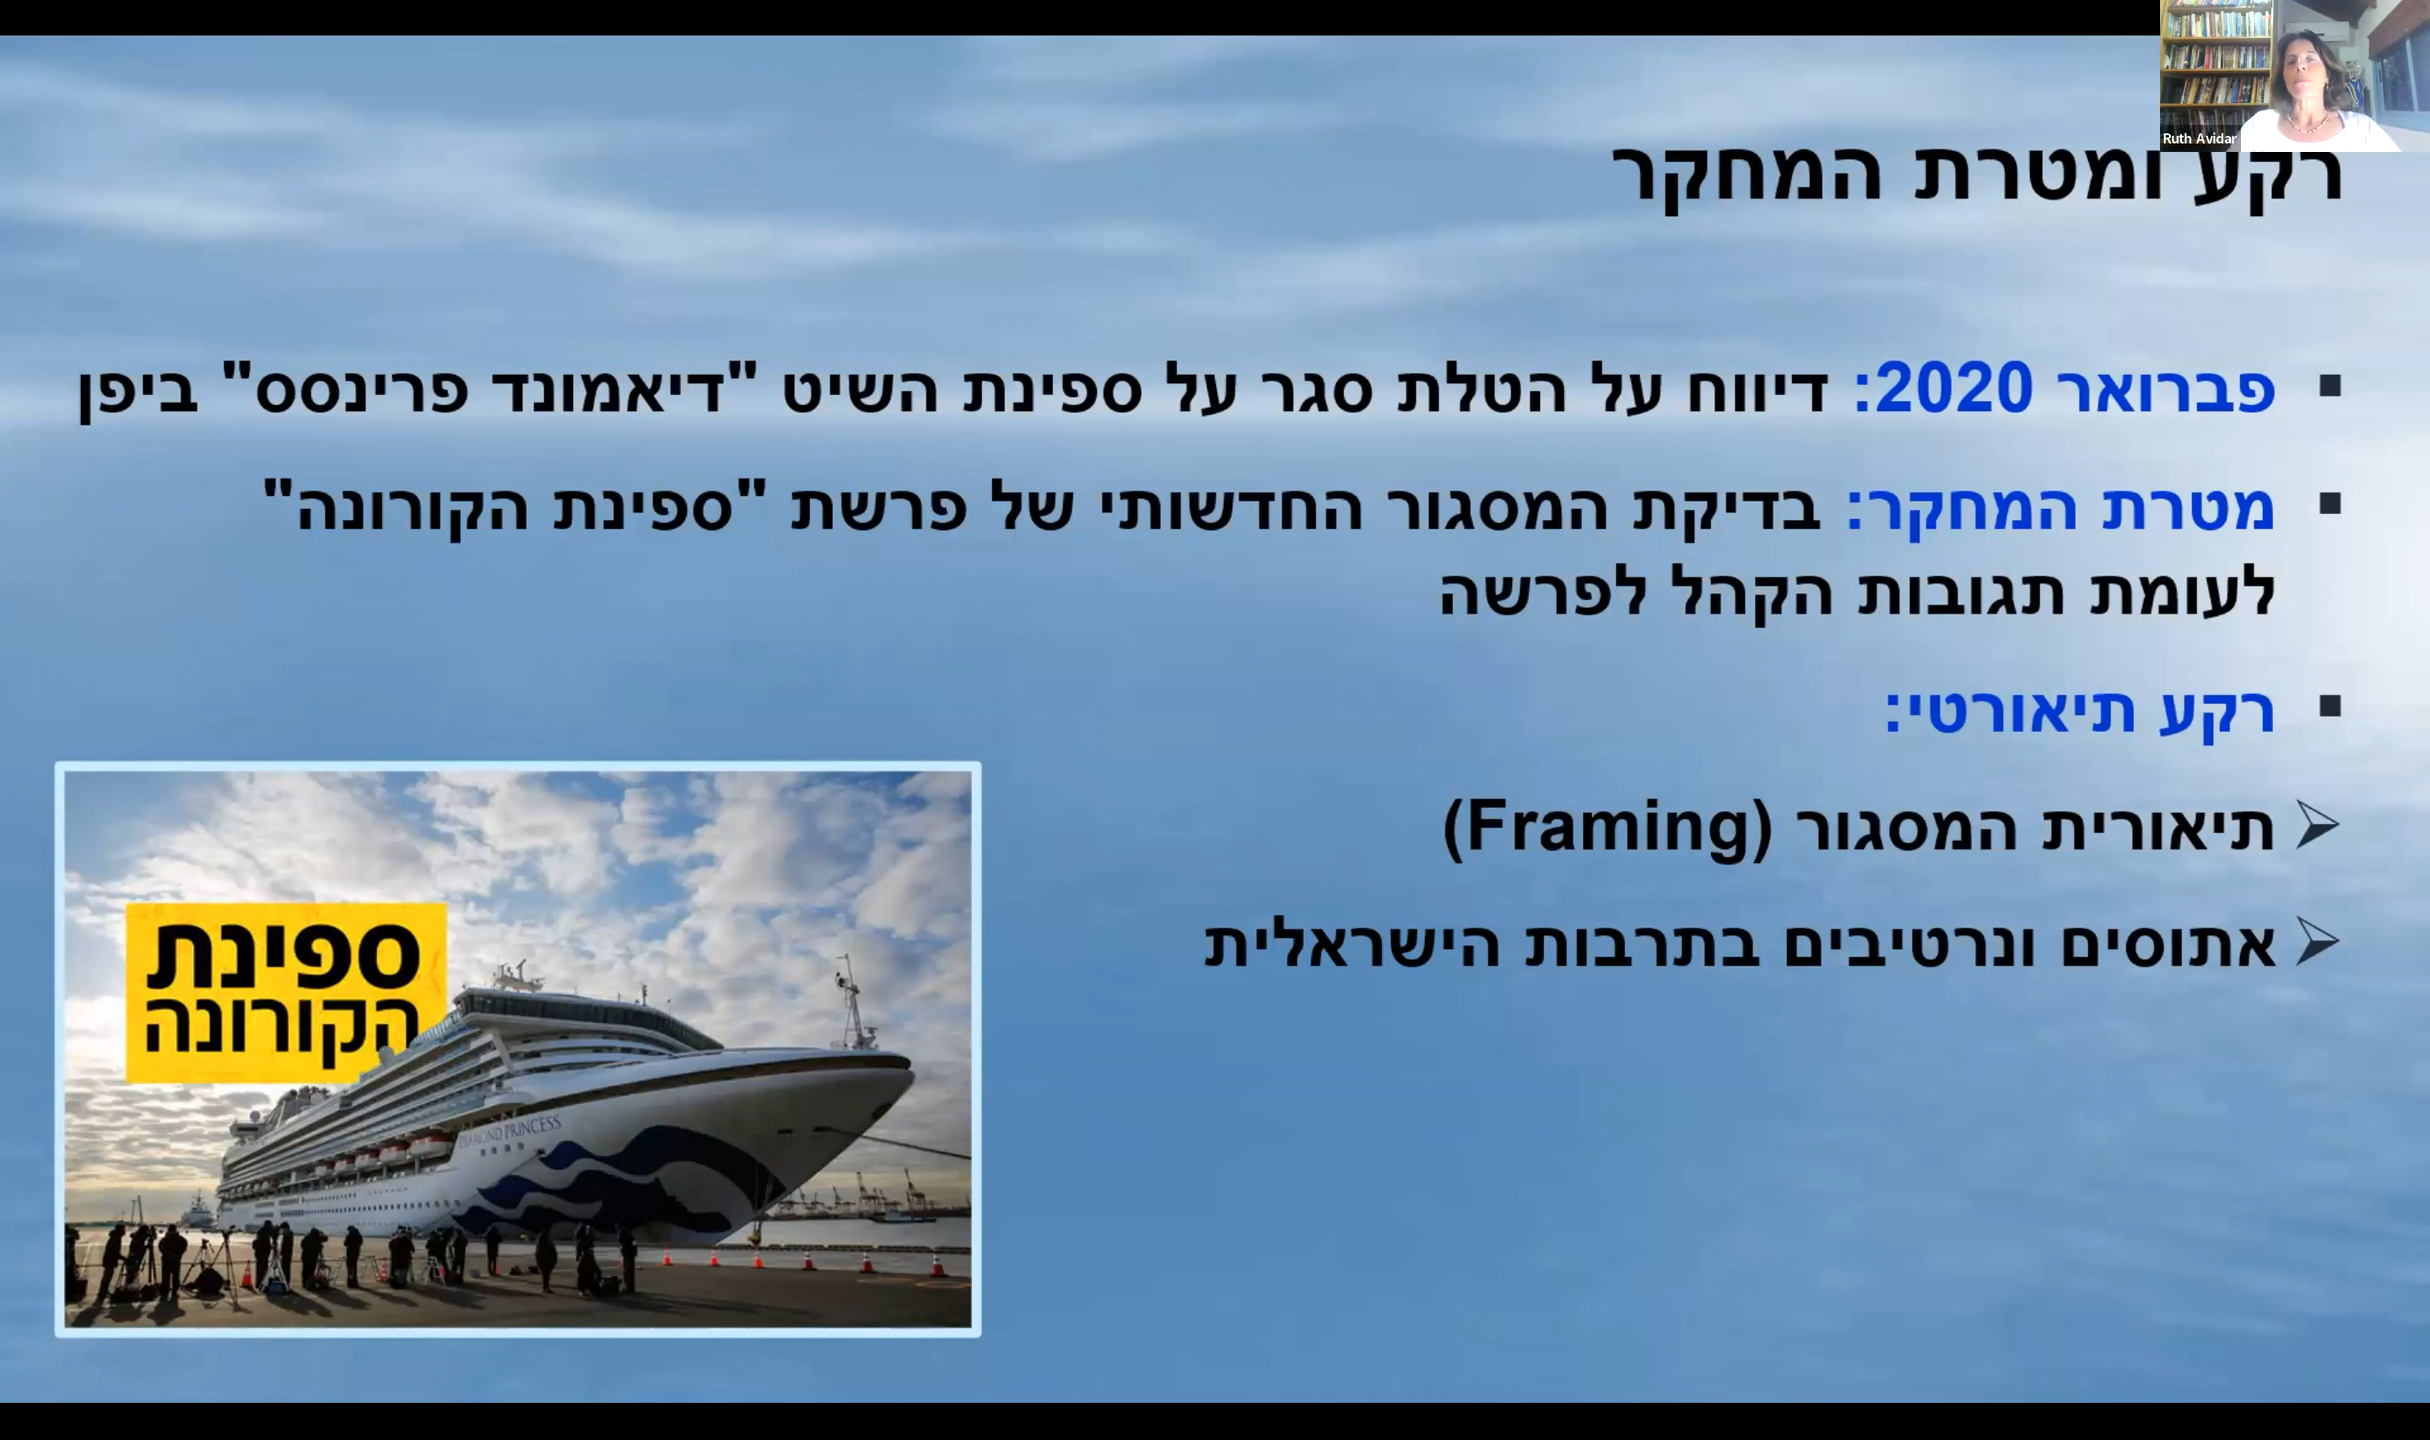 Ruth Avidar
רקע ומטרת המחקר
▪ פברואר 2020: דיווח על הטלת סגר על ספינת השיט "דיאמונד פרינסס" ביפן
▪ מטרת המחקר: בדיקת המסגור החדשותי של פרשת "ספינת הקורונה"
לעומת תגובות הקהל לפרשה
▪ רקע תיאורטי:
➢ תיאורית המסגור (Framing)
➢ אתוסים ונרטיבים בתרבות הישראלית
ספינת
הקורונה
DIAMOND PRINCESS